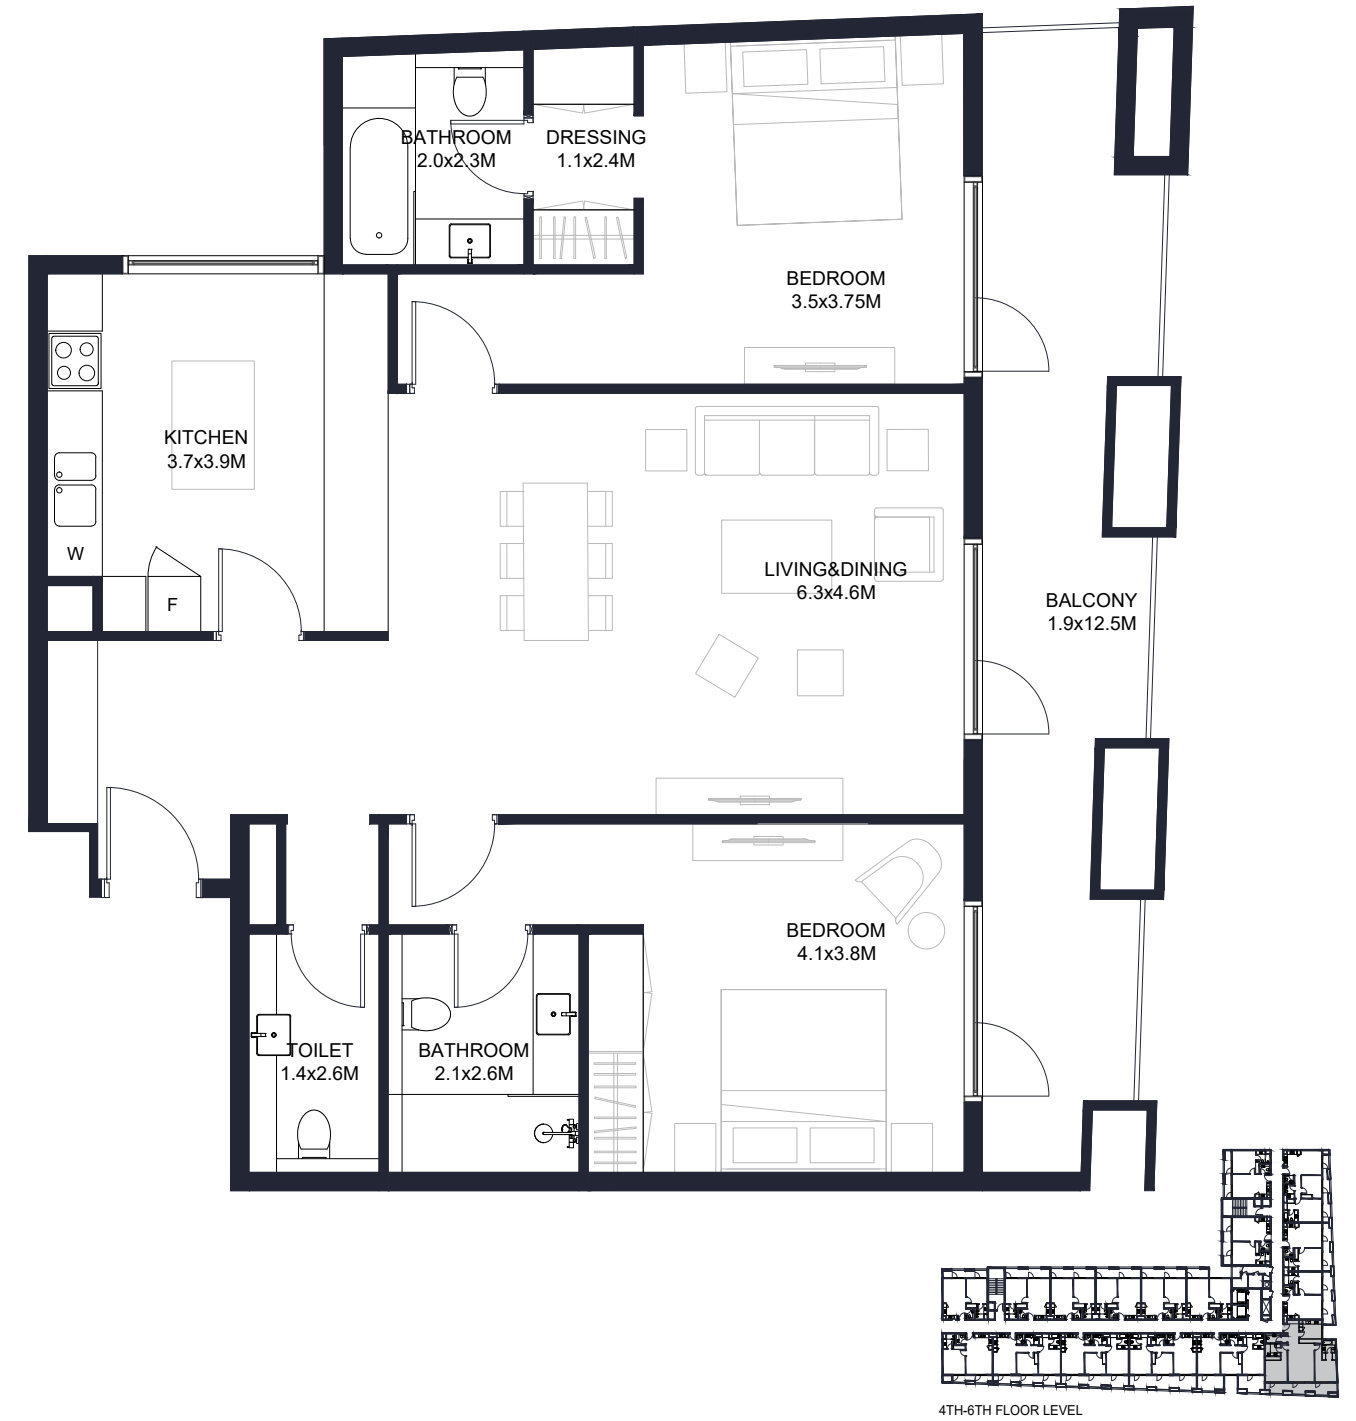 BATHROOM
2.0x2.3M
DRESSING
1.1x2.4M
BEDROOM
3.5x3.75M
KITCHEN
3.7x3.9M
W
F
LIVING&DINING
6.3x4.6M
BALCONY
1.9x12.5M
BEDROOM
4.1x3.8M
TOILET
1.4x2.6M
BATHROOM
2.1x2.6M
4TH-6TH FLOOR LEVEL